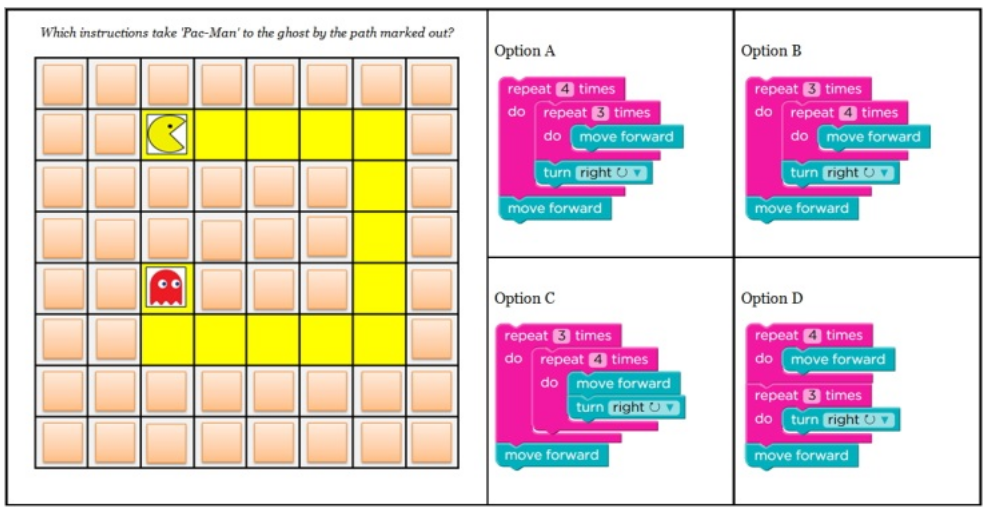 Which instructions take 'Pac-Man' to the ghost by the path marked out?
Option A
repeat 4 times
do repeat 3 times
do move forward
turn right
move forward
Option B
repeat 3 times
do repeat 4 times
do move forward
turn right
move forward
Option C
repeat 3 times
do repeat 4 times
do move forward
turn right
move forward
Option D
repeat 4 times
do move forward
repeat 3 times
do turn right
move forward